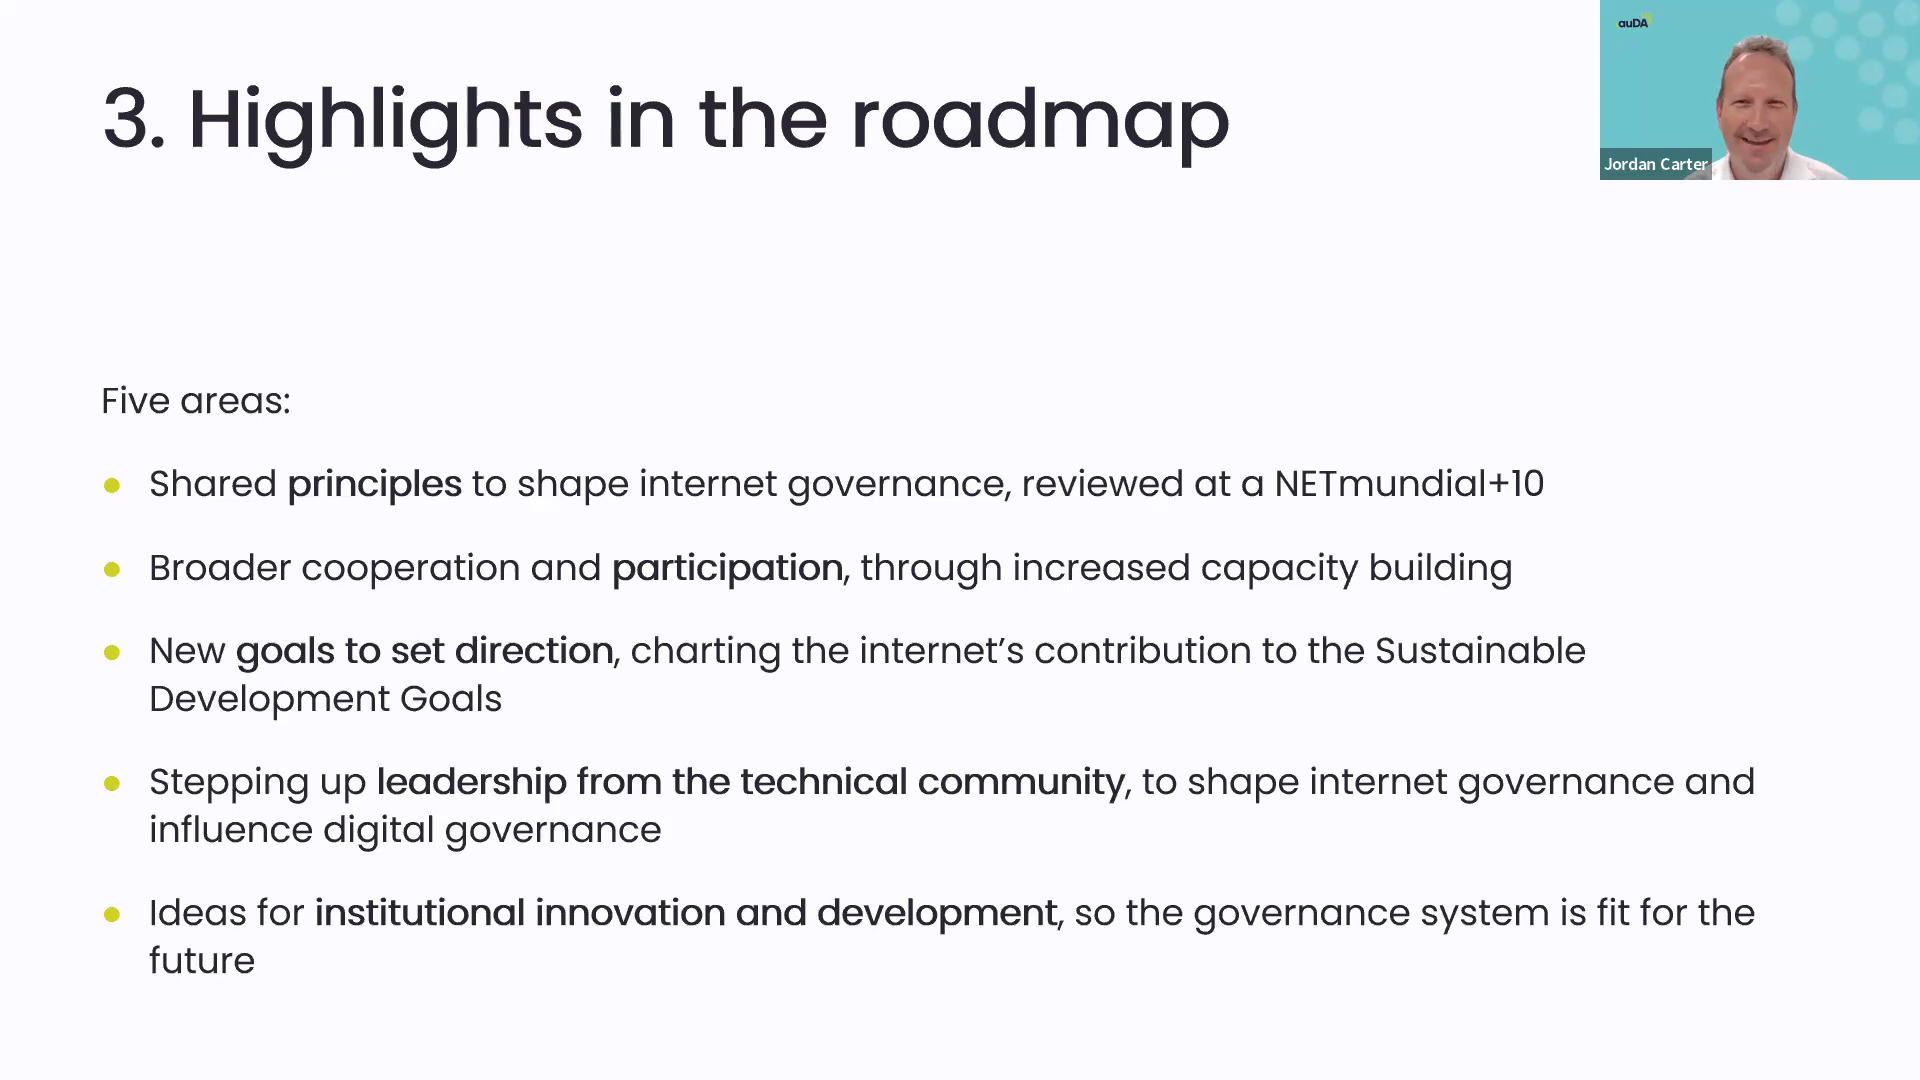 3. Highlights in the roadmap
auDA
Jordan Carter
Five areas:
Shared principles to shape internet governance, reviewed at a NETmundial+10
Broader cooperation and participation, through increased capacity building
New goals to set direction, charting the internet’s contribution to the Sustainable
Development Goals
Stepping up leadership from the technical community, to shape internet governance and
influence digital governance
Ideas for institutional innovation and development, so the governance system is fit for the
future